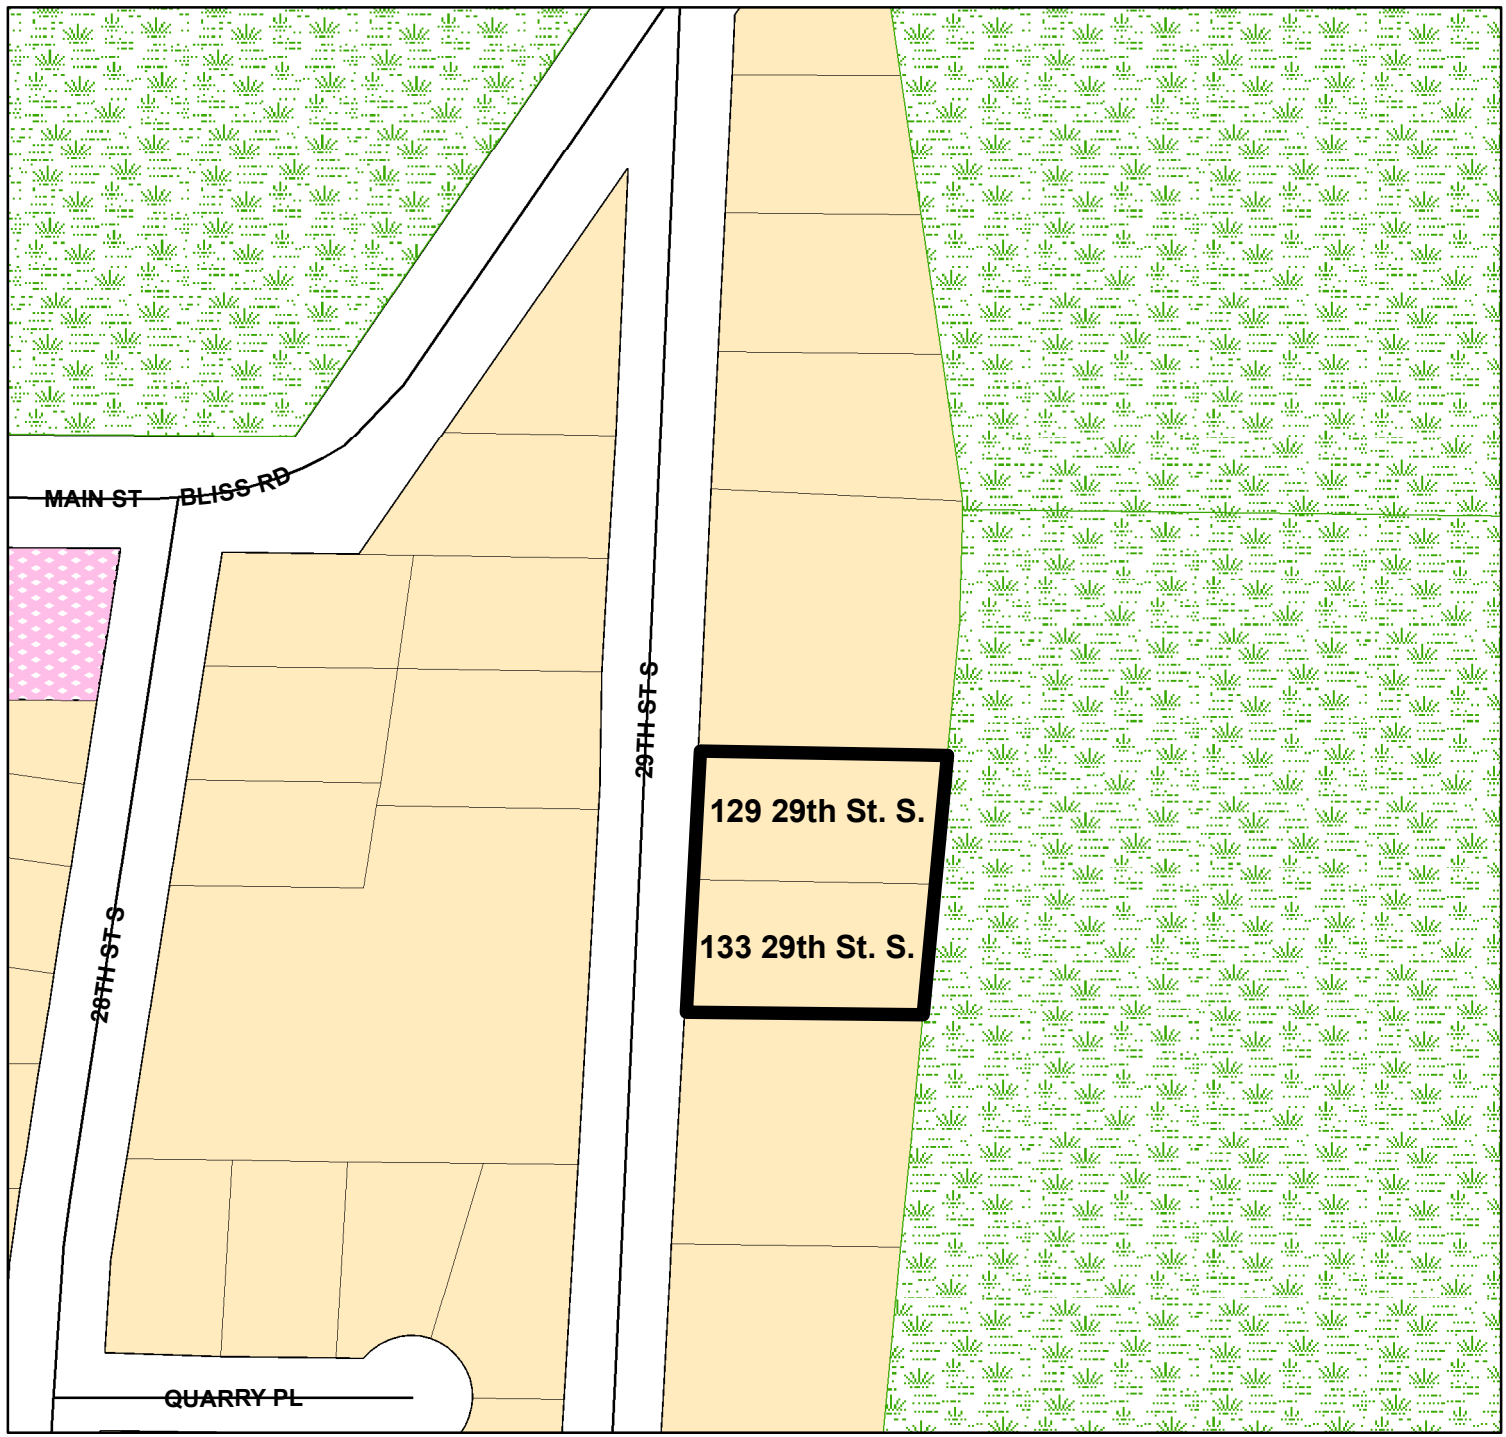 MAIN ST
BLISS RD
29TH ST S
129 29th St. S.
133 29th St. S.
28TH ST S
QUARRY PL